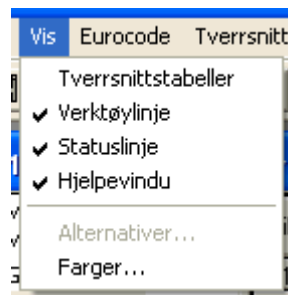 Vis Eurocode Tverrsnitt
Tverrsnittstabeller
Verktøylinje
Statuslinje
Hjelpevindu
Alternativer...
Farger...